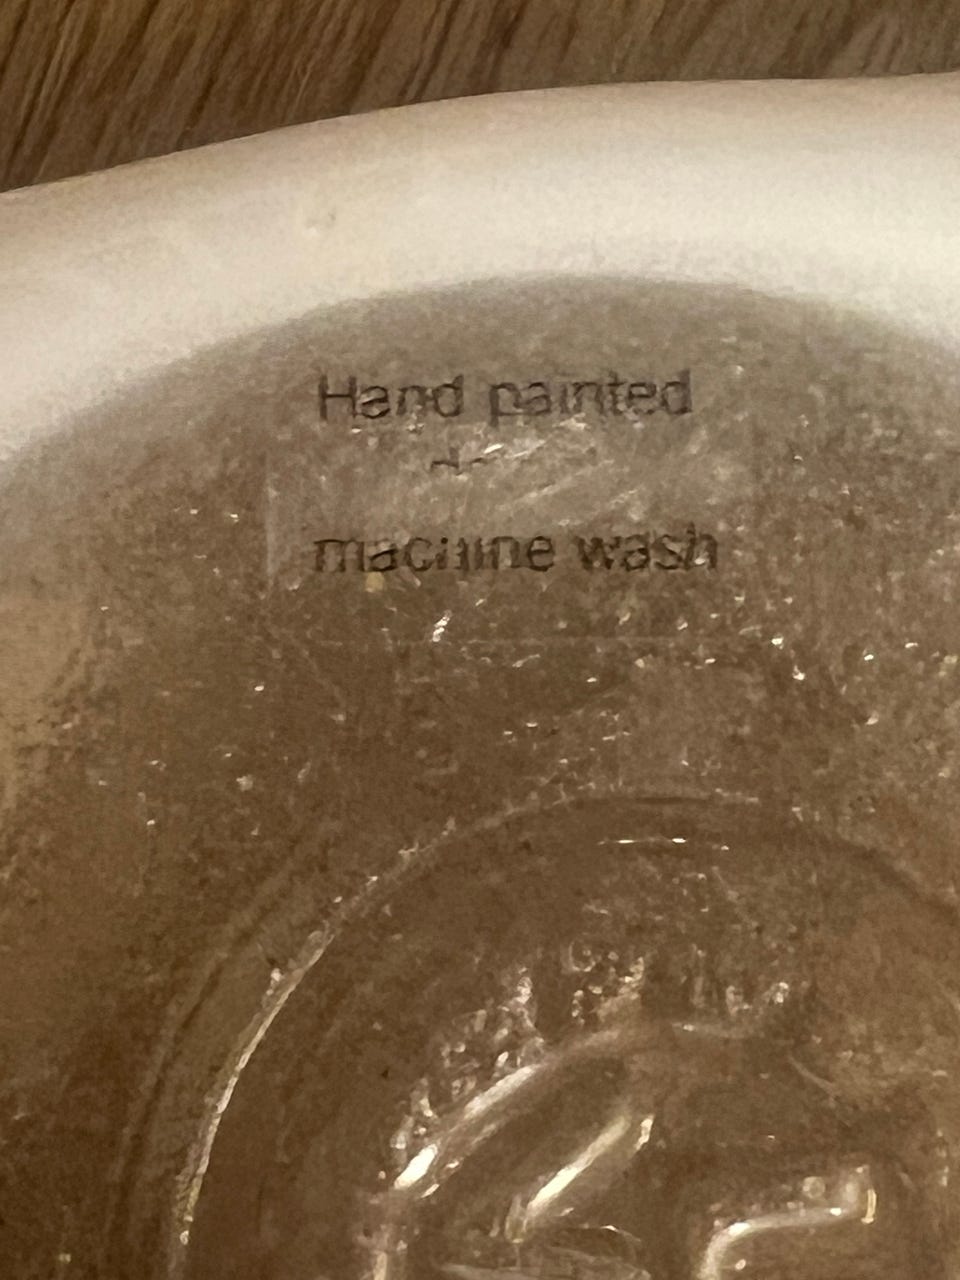 Hand painted
machine wash